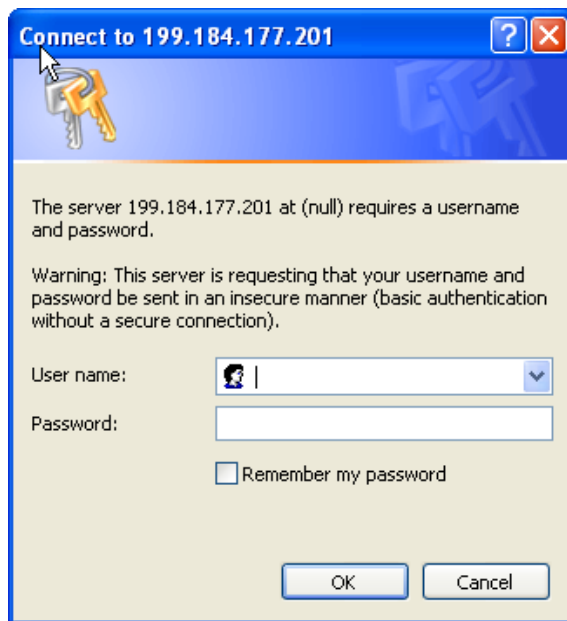 Connect to 199.184.177.201
The server 199.184.177.201 at (null) requires a username
and password.
Warning: This server is requesting that your username and
password be sent in an insecure manner (basic authentication
without a secure connection).
User name:
Password:
Remember my password
OK Cancel